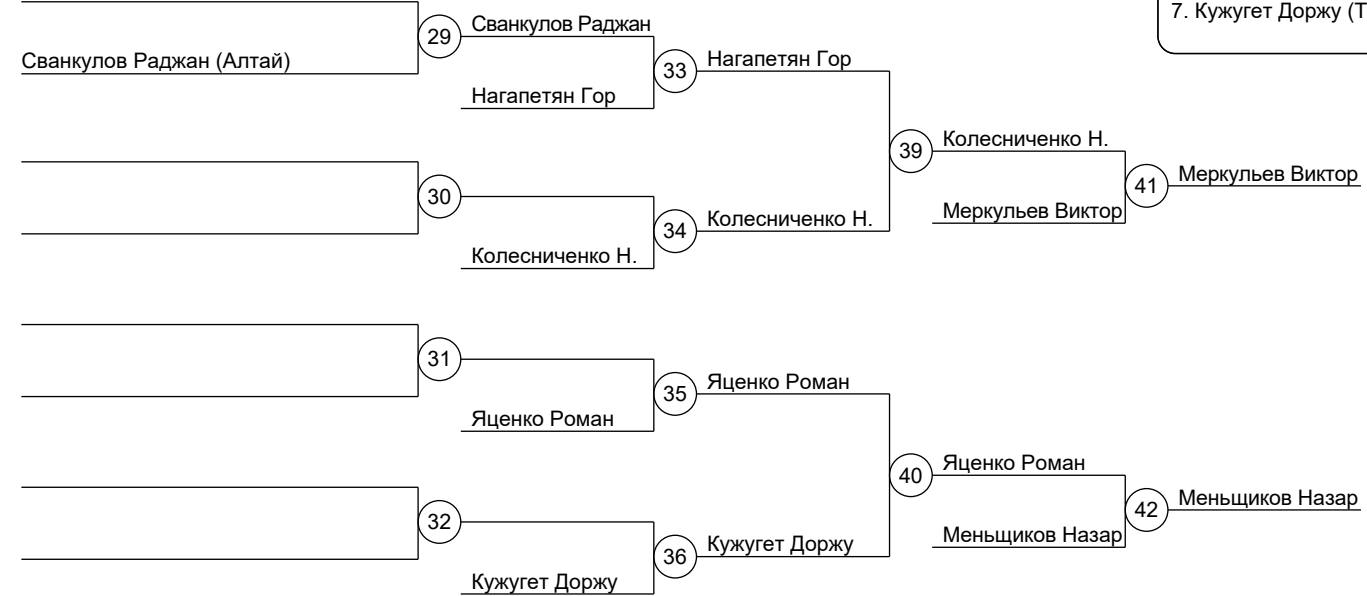 7. Кужугет Доржу (Т
29
Сванкулов Раджан
Сванкулов Раджан (Алтай)
33
Нагапетян Гор
Нагапетян Гор
39
Колесниченко Н.
41
Меркульев Виктор
30
34
Колесниченко Н.
Меркульев Виктор
Колесниченко Н.
31
35
Яценко Роман
Яценко Роман
40
Яценко Роман
42
Меньщиков Назар
32
36
Кужугет Доржу
Меньщиков Назар
Кужугет Доржу